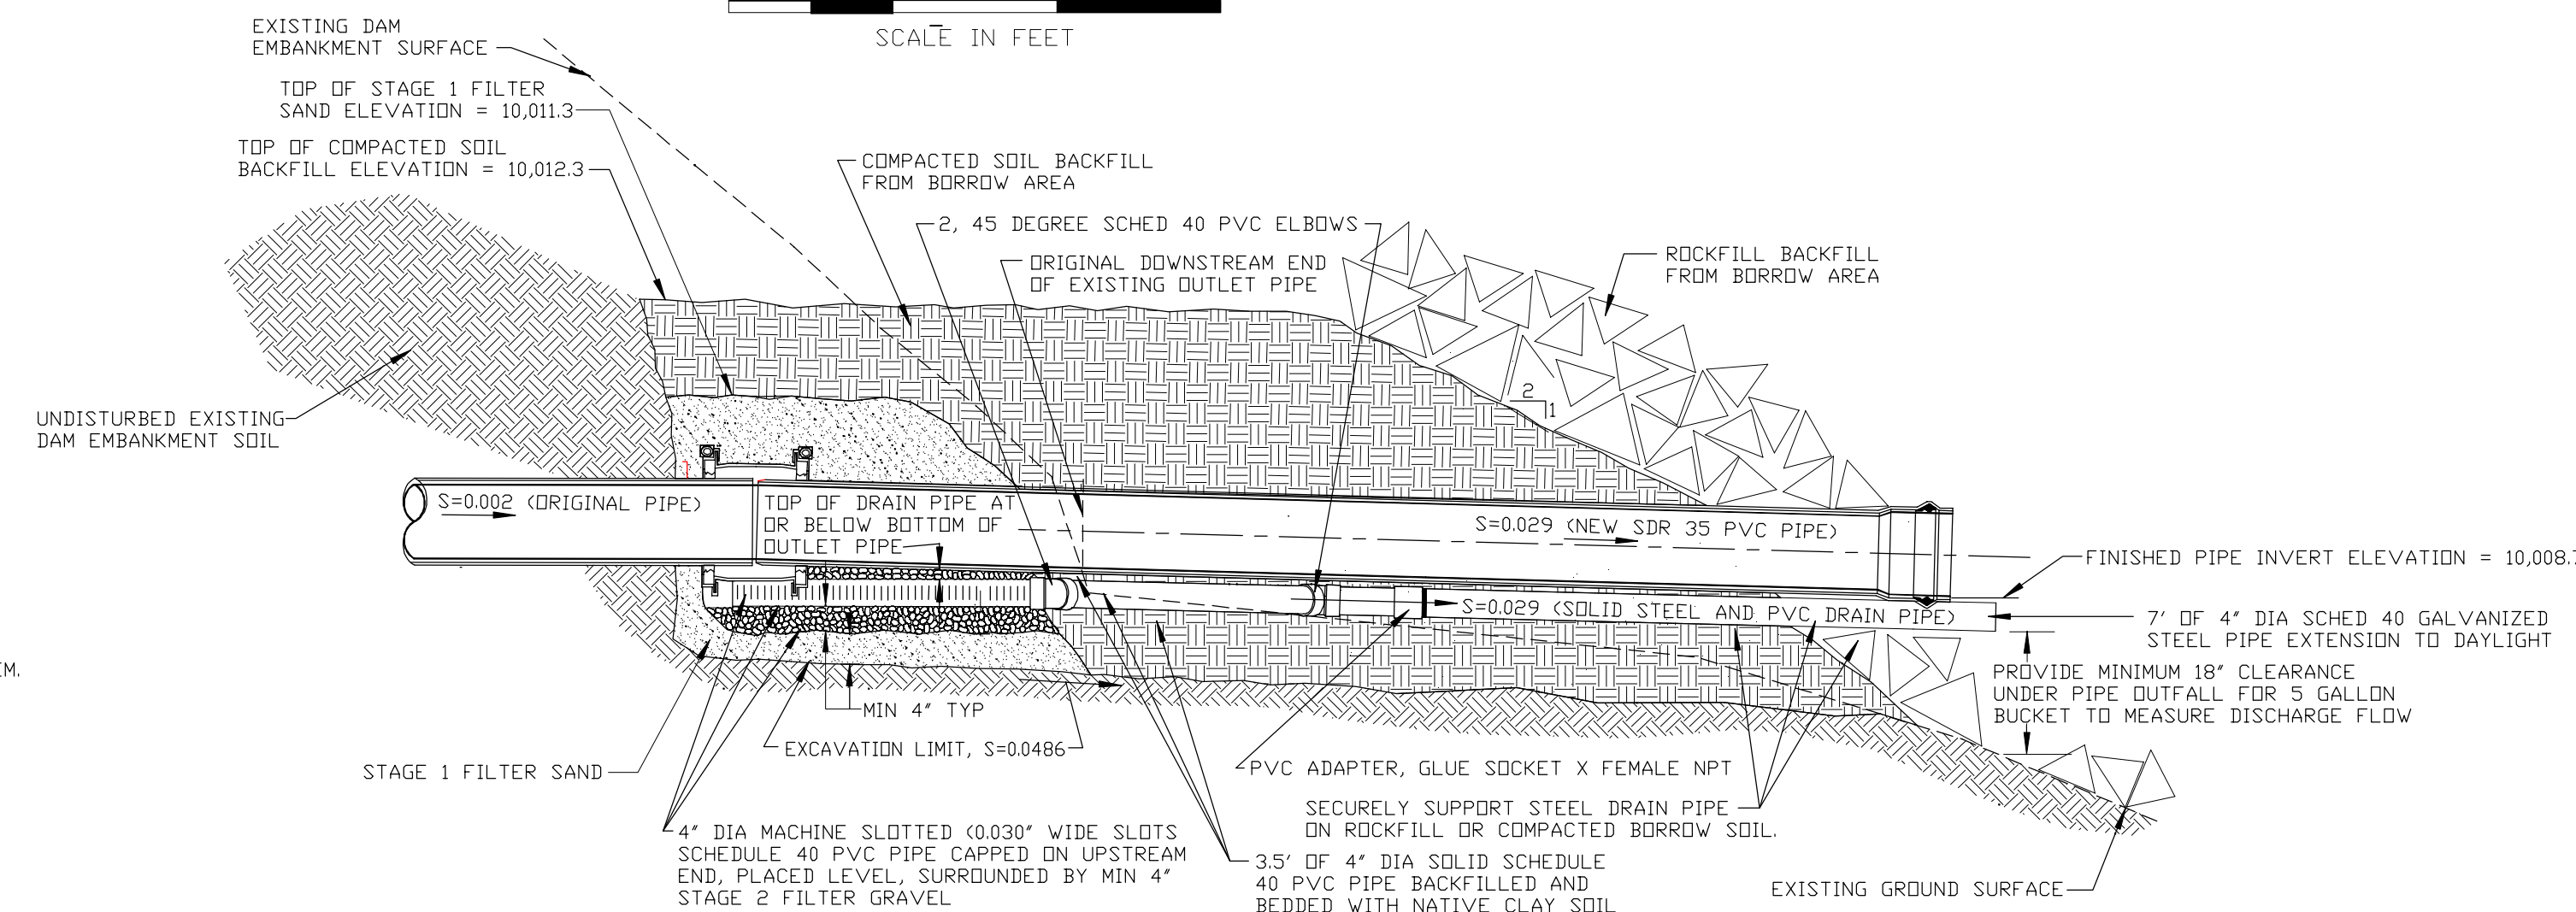 SCALE IN FEET
EXISTING DAM
EMBANKMENT SURFACE
TOP OF STAGE 1 FILTER
SAND ELEVATION = 10,011.3
TOP OF COMPACTED SOIL
BACKFILL ELEVATION = 10,012.3
COMPACTED SOIL BACKFILL
FROM BORROW AREA
2, 45 DEGREE SCHED 40 PVC ELBOWS
ORIGINAL DOWNSTREAM END
OF EXISTING OUTLET PIPE
ROCKFILL BACKFILL
FROM BORROW AREA
2
1
UNDISTURBED EXISTING
DAM EMBANKMENT SOIL
S=0.002 (ORIGINAL PIPE)
TOP OF DRAIN PIPE AT
OR BELOW BOTTOM OF
OUTLET PIPE
S=0.029 (NEW SDR 35 PVC PIPE)
FINISHED PIPE INVERT ELEVATION = 10,008.
S=0.029 (SOLID STEEL AND PVC DRAIN PIPE)
7' OF 4" DIA SCHED 40 GALVANIZED
STEEL PIPE EXTENSION TO DAYLIGHT
PROVIDE MINIMUM 18" CLEARANCE
UNDER PIPE OUTFALL FOR 5 GALLON
BUCKET TO MEASURE DISCHARGE FLOW
EM.
MIN 4" TYP
EXCAVATION LIMIT, S=0.0486
STAGE 1 FILTER SAND
PVC ADAPTER, GLUE SOCKET X FEMALE NPT
SECURELY SUPPORT STEEL DRAIN PIPE
ON ROCKFILL OR COMPACTED BORROW SOIL.
4" DIA MACHINE SLOTTED (0.030" WIDE SLOTS
SCHEDULE 40 PVC PIPE CAPPED ON UPSTREAM
END, PLACED LEVEL, SURROUNDED BY MIN 4"
STAGE 2 FILTER GRAVEL
3.5' OF 4" DIA SOLID SCHEDULE
40 PVC PIPE BACKFILLED AND
BEDDED WITH NATIVE CLAY SOIL
EXISTING GROUND SURFACE